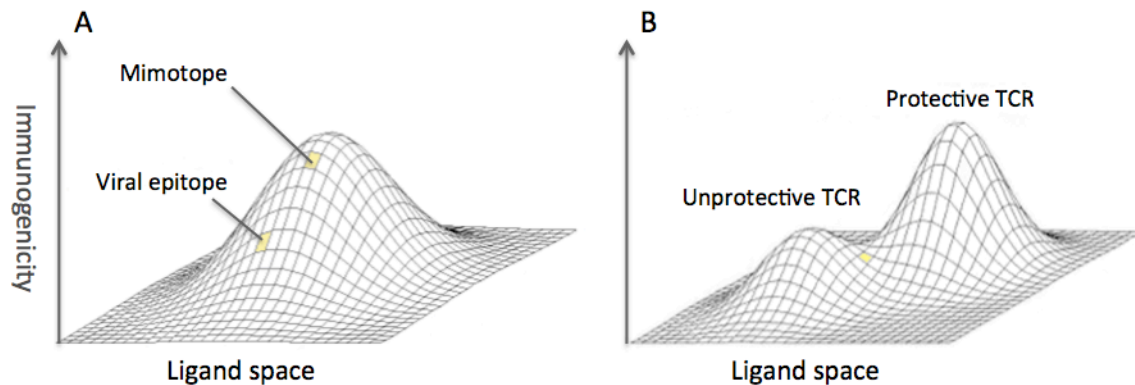 A
Mimotope
Viral epitope
Immunogenicity
Ligand space
B
Protective TCR
Unprotective TCR
Ligand space